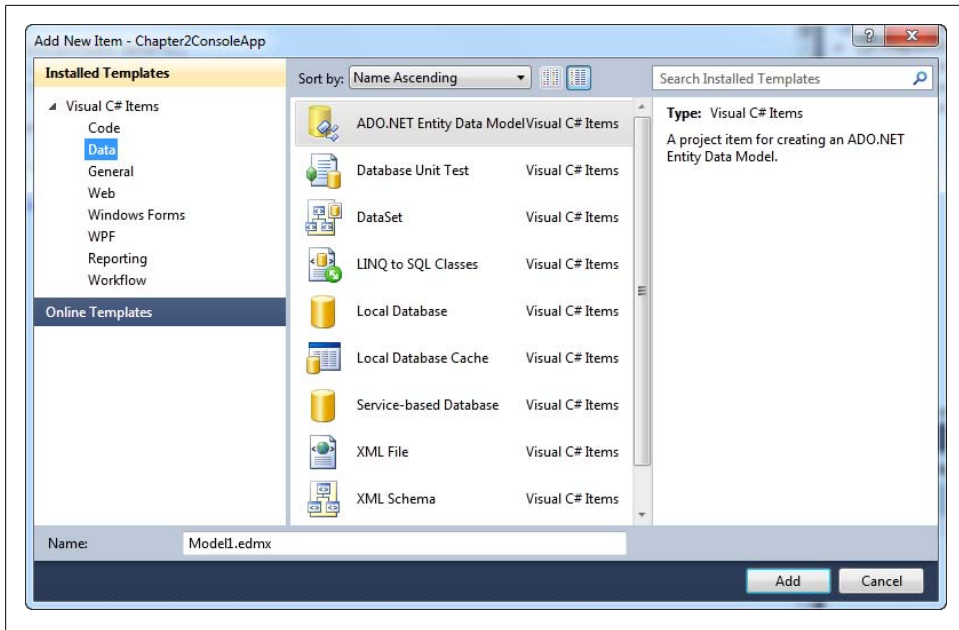 Add New Item - Chapter2ConsoleApp
Installed Templates
Visual C# Items
Code
Data
General
Web
Windows Forms
WPF
Reporting
Workflow
Online Templates
Sort by: Name Ascending
Search Installed Templates
ADO.NET Entity Data Model Visual C# Items
Database Unit Test Visual C# Items
DataSet Visual C# Items
LINQ to SQL Classes Visual C# Items
Local Database Visual C# Items
Local Database Cache Visual C# Items
Service-based Database Visual C# Items
XML File Visual C# Items
XML Schema Visual C# Items
Type: Visual C# Items
A project item for creating an ADO.NET
Entity Data Model.
Name: Model1.edmx
Add Cancel